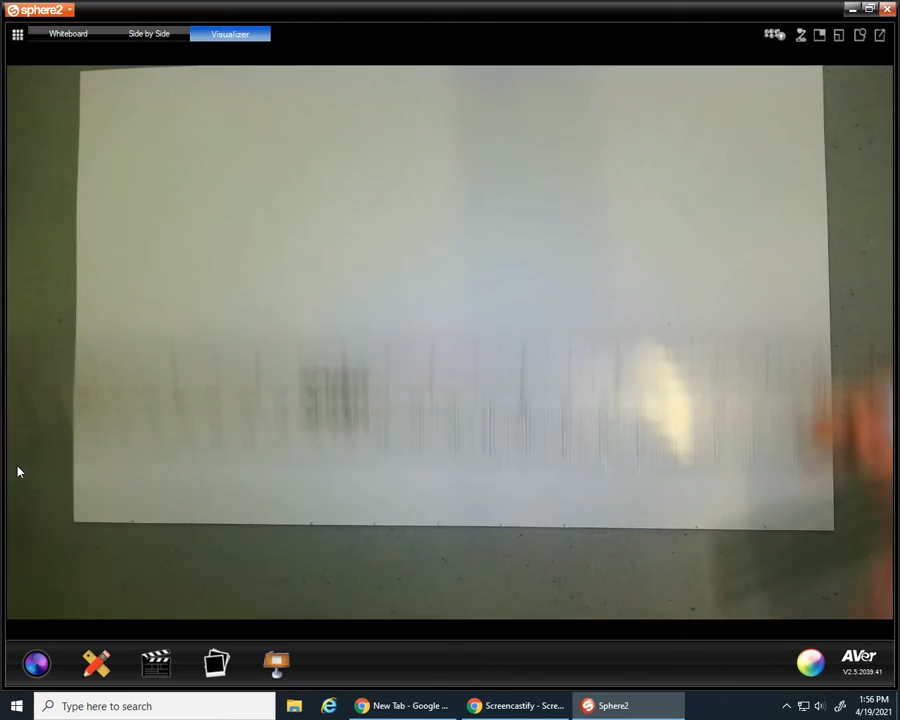 sphere2
Whiteboard
Side by Side
Visualizer
AVer
V2.5.2039.41
Type here to search
New Tab - Google ...
Screencastify - Scre...
Sphere2
1:56 PM
4/19/2021